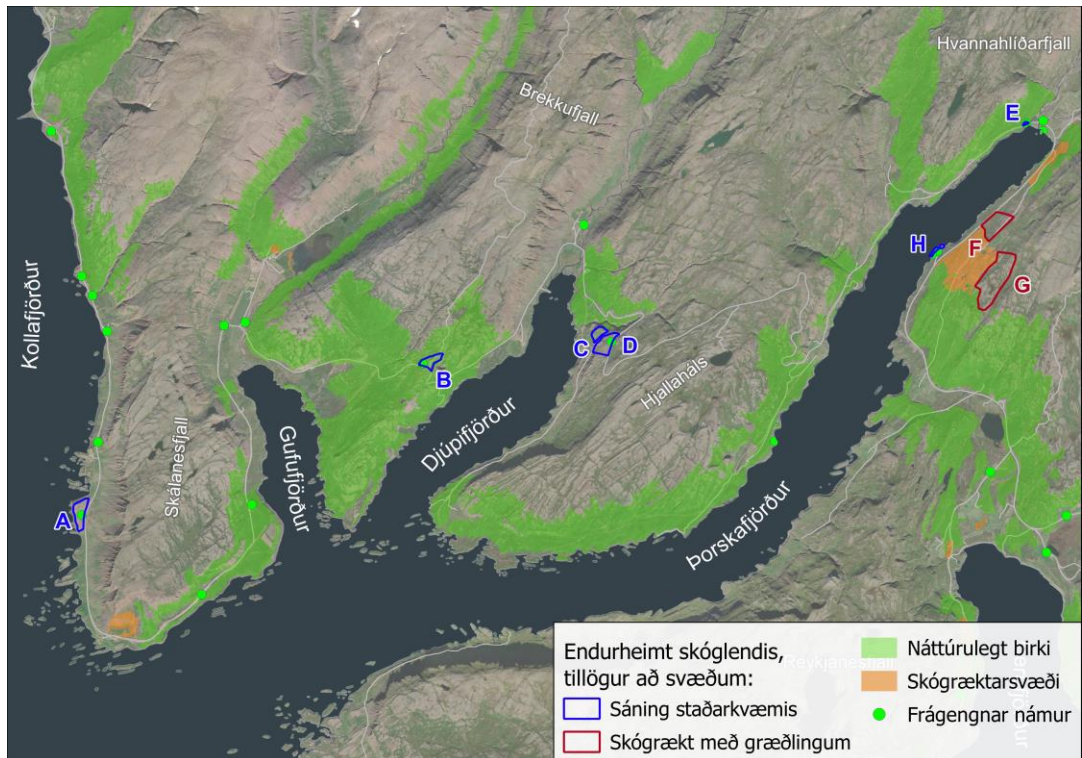 Hvannahlíðarfjall
Brekkufjall
E
H
F
G
Kollafjörður
C
D
B
Hjallaháls
Djúpifjörður
Skálanesfjall
Gufufjörður
A
Þorskafjörður
Endurheimt skóglendis,
tillögur að svæðum:
Sáning staðarkvæmis
Skógrækt með græðlingum
Náttúrulegt birki
Skógræktarsvæði
Frágengnar námur
Reykjanesfjall